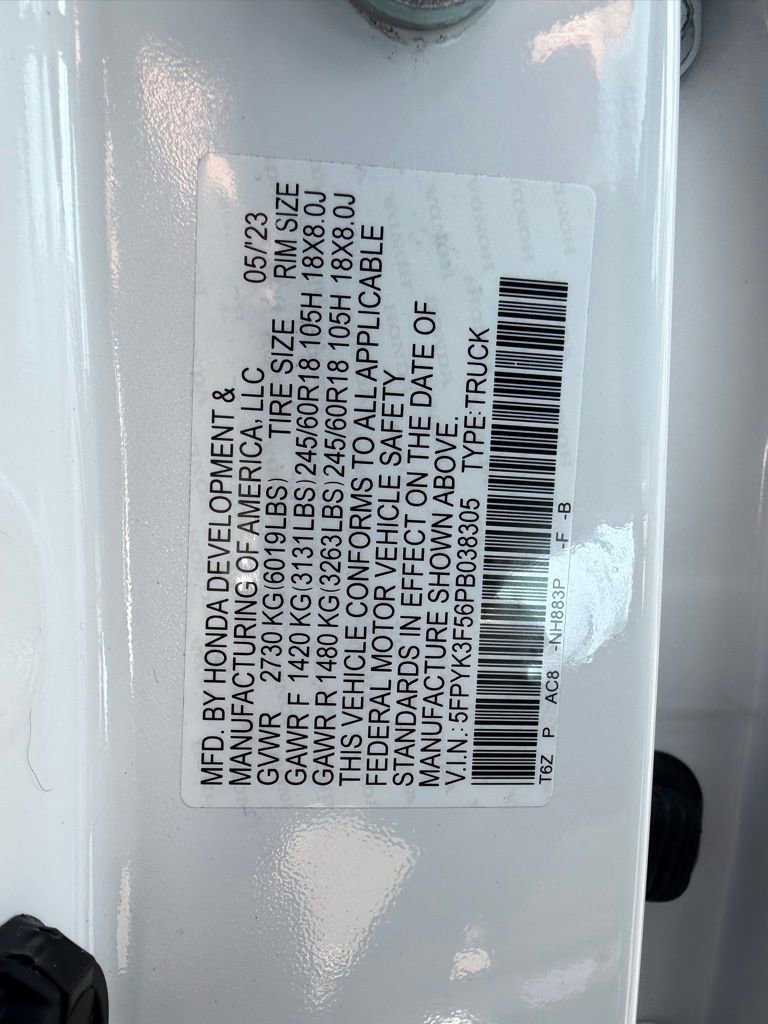 MFD. BY HONDA DEVELOPMENT &
MANUFACTURING OF AMERICA, LLC 05/'23
GVWR 2730 KG (6019LBS) TIRE SIZE RIM SIZE
GAWR F 1420 KG (3131LBS) 245/60R18 105H 18X8.0J
GAWR R 1480 KG (3263LBS) 245/60R18 105H 18X8.0J
THIS VEHICLE CONFORMS TO ALL APPLICABLE
FEDERAL MOTOR VEHICLE SAFETY
STANDARDS IN EFFECT ON THE DATE OF
MANUFACTURE SHOWN ABOVE.
V.I.N.: 5FPYK3F56PB038305 TYPE: TRUCK
T6Z P AC8 -NH883P -F -B